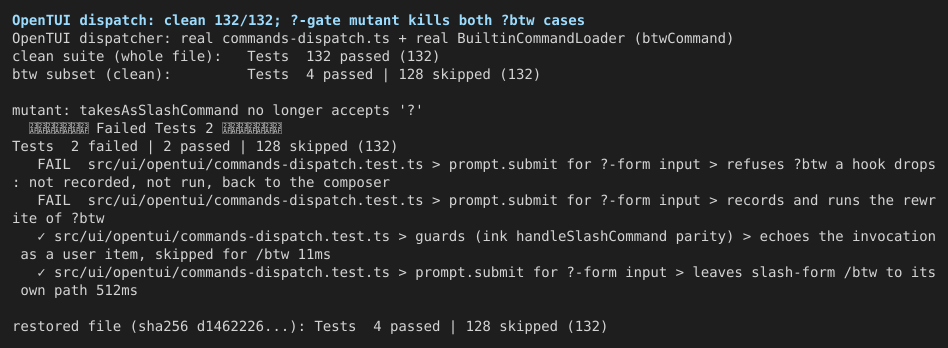 OpenTUI dispatch: clean 132/132; ?-gate mutant kills both ?btw cases
OpenTUI dispatcher: real commands-dispatch.ts + real BuiltinCommandLoader (btwCommand)
clean suite (whole file):   Tests  132 passed (132)
btw subset (clean):         Tests  4 passed | 128 skipped (132)

mutant: takesAsSlashCommand no longer accepts '?'
Failed Tests 2
Tests  2 failed | 2 passed | 128 skipped (132)
   FAIL  src/ui/opentui/commands-dispatch.test.ts > prompt.submit for ?-form input > refuses ?btw a hook drops
: not recorded, not run, back to the composer
   FAIL  src/ui/opentui/commands-dispatch.test.ts > prompt.submit for ?-form input > records and runs the rewr
ite of ?btw
   ✓ src/ui/opentui/commands-dispatch.test.ts > guards (ink handleSlashCommand parity) > echoes the invocation
 as a user item, skipped for /btw 11ms
   ✓ src/ui/opentui/commands-dispatch.test.ts > prompt.submit for ?-form input > leaves slash-form /btw to its
 own path 512ms

restored file (sha256 d1462226...): Tests  4 passed | 128 skipped (132)